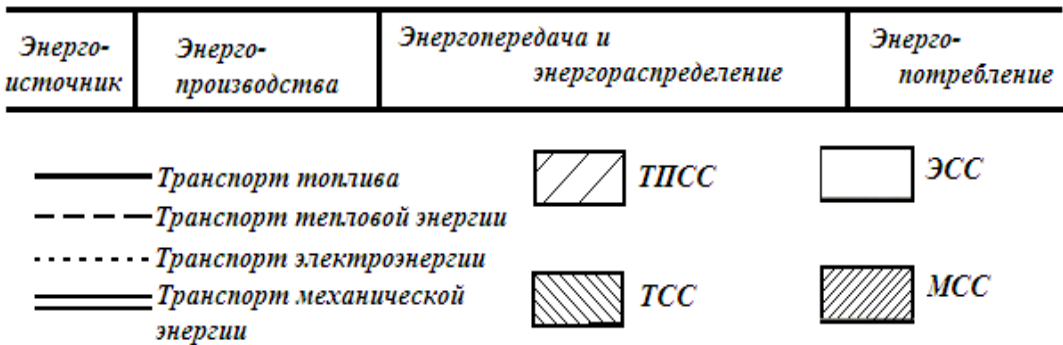 Энерго-
источник
Энерго-
производства
Энергопередача и
энергораспределение
Энерго-
потребление
Транспорт топлива
Транспорт тепловой энергии
Транспорт электроэнергии
Транспорт механической
энергии
ТПСС
ЭСС
ТСС
МСС